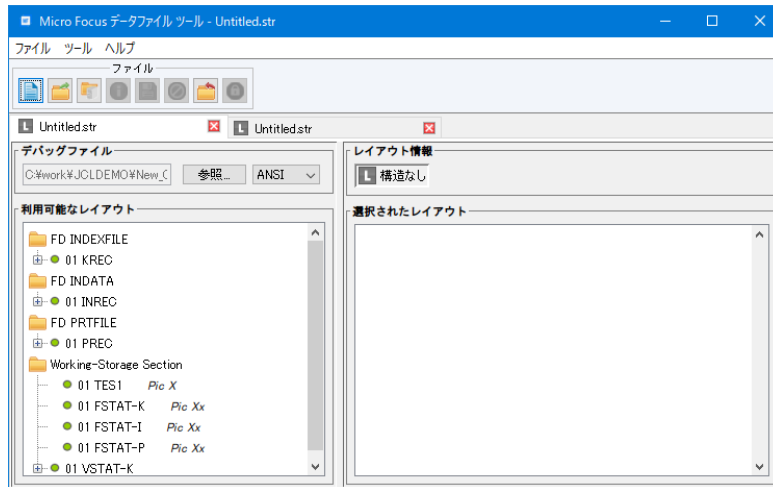 Micro Focus データファイル ツール - Untitled.str
ファイル ツール ヘルプ
ファイル
Untitled.str
Untitled.str
デバッグファイル
C:¥work¥JCLDEMO¥New_C
参照...
ANSI
利用可能なレイアウト
FD INDEXFILE
01 KREC
FD INDATA
01 INREC
FD PRTFILE
01 PREC
Working-Storage Section
01 TES1 Pic X
01 FSTAT-K Pic Xx
01 FSTAT-I Pic Xx
01 FSTAT-P Pic Xx
01 VSTAT-K
レイアウト情報
L 構造なし
選択されたレイアウト